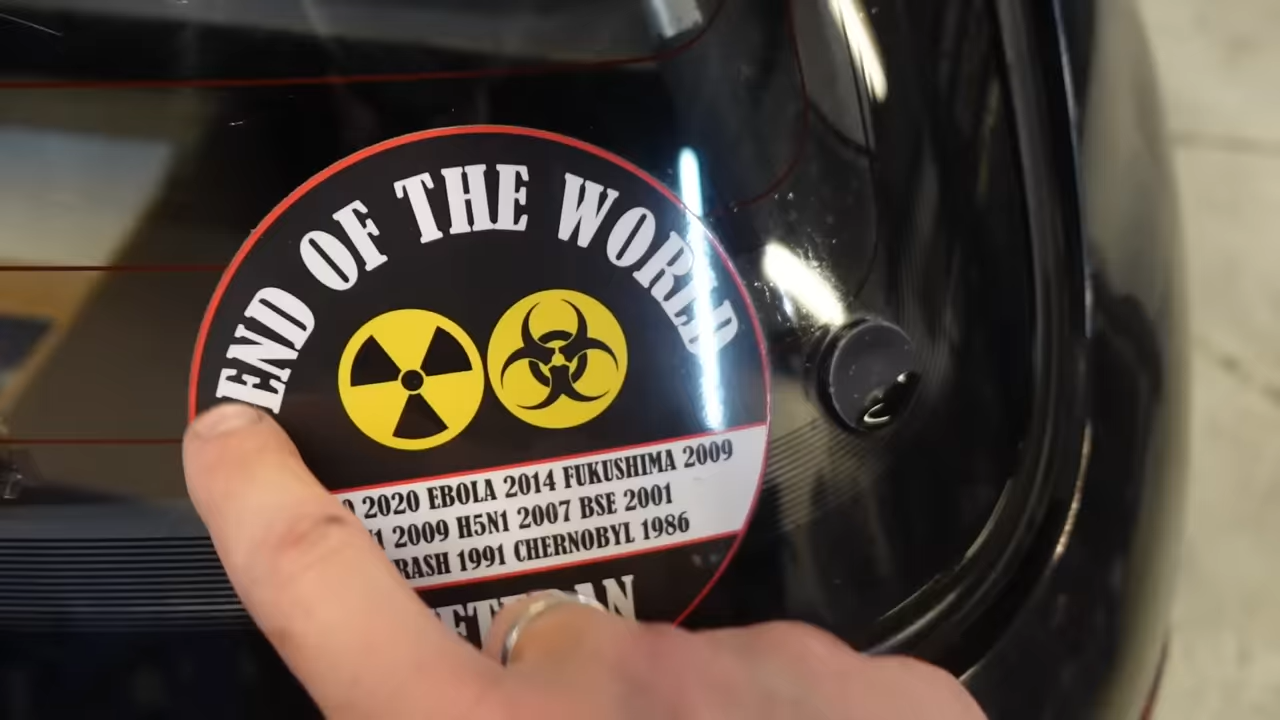 END OF THE WORLD
2020 EBOLA 2014 FUKUSHIMA 2009
2009 H5N1 2007 BSE 2001
1991 CHERNOBYL 1986